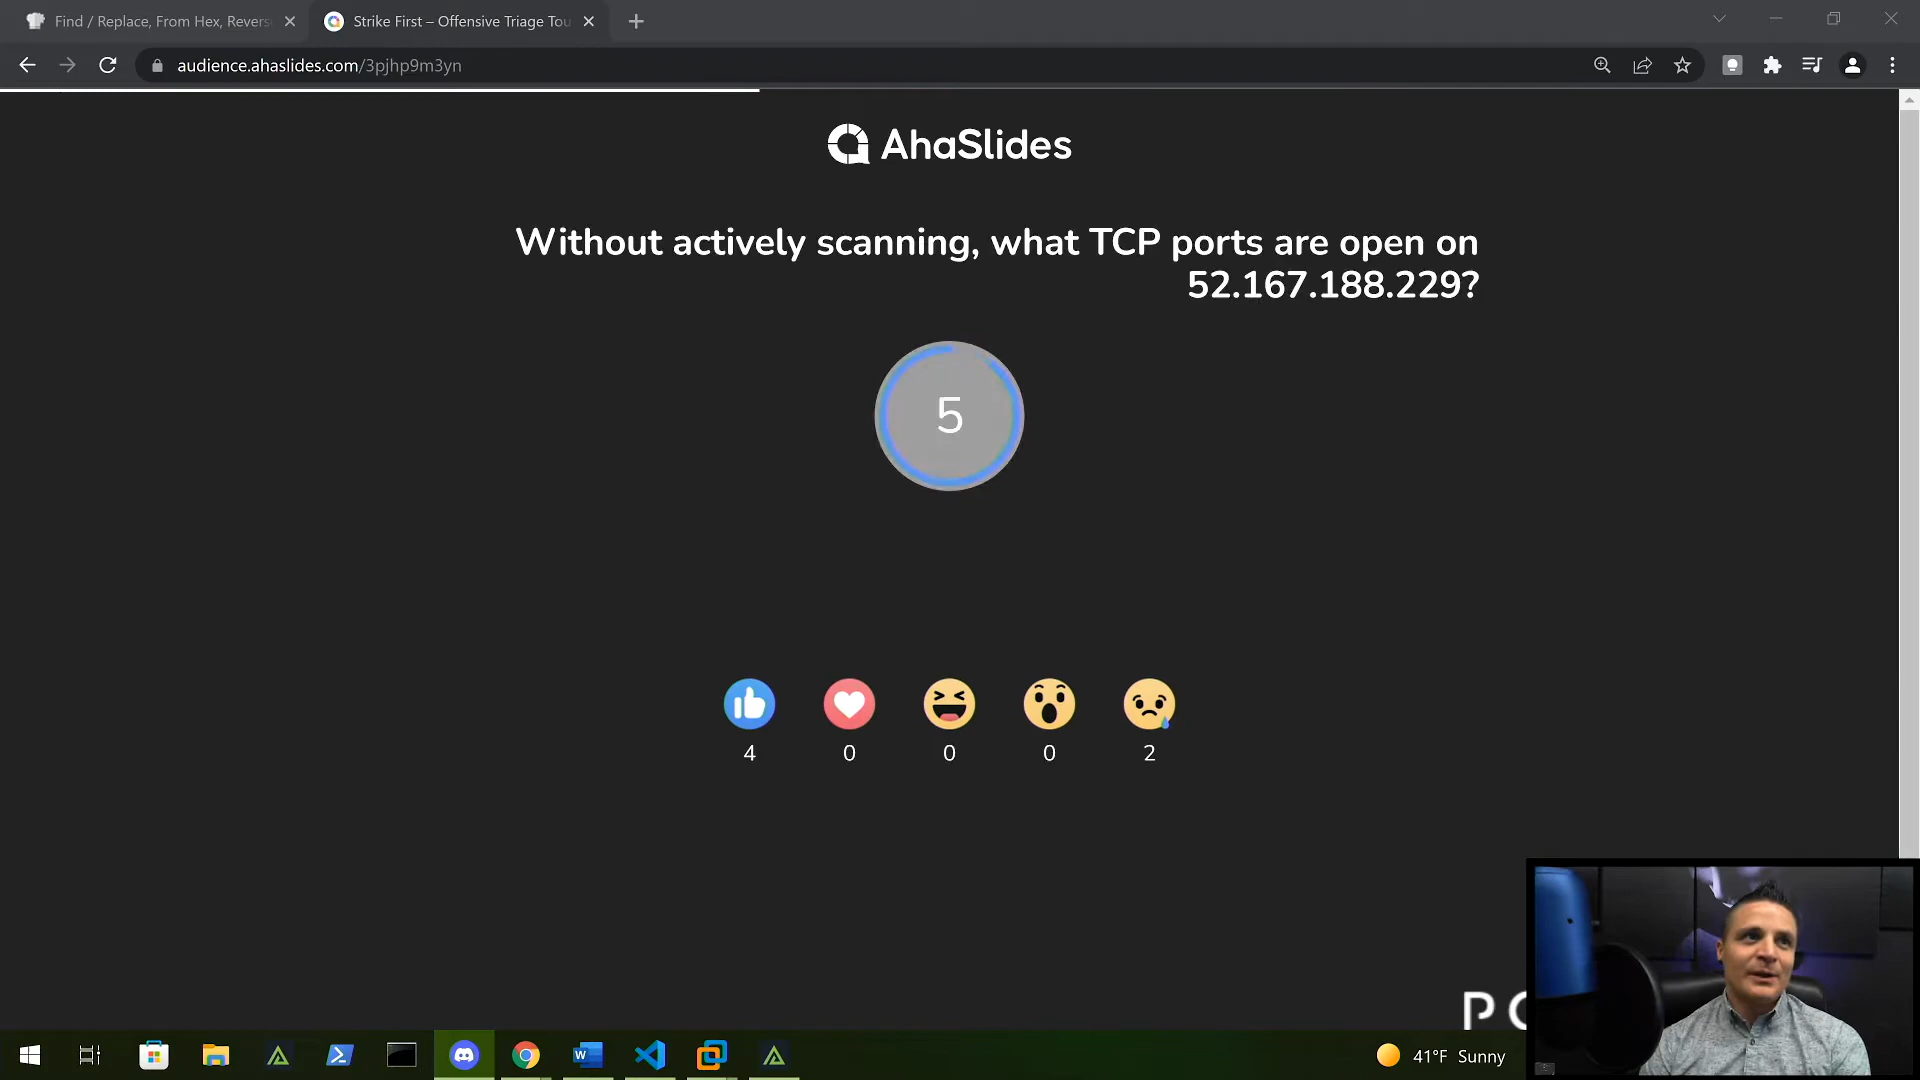 Find / Replace, From Hex, Revers
Strike First – Offensive Triage Tou
audience.ahaslides.com/3pjhp9m3yn
AhaSlides
Without actively scanning, what TCP ports are open on
52.167.188.229?
5
4
0
0
0
2
41°F Sunny